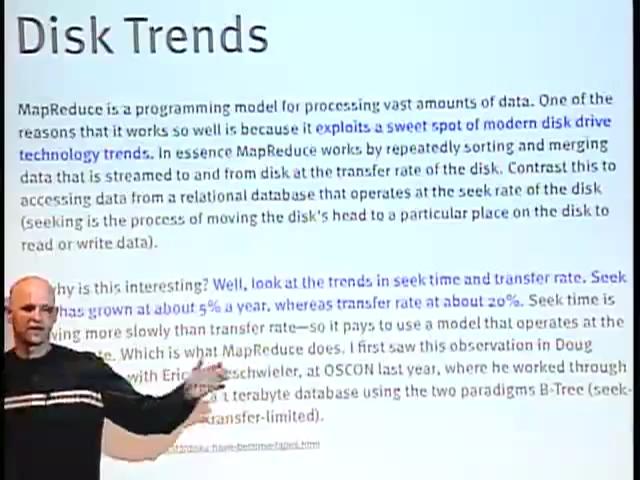 Disk Trends
MapReduce is a programming model for processing vast amounts of data. One of the
reasons that it works so well is because it exploits a sweet spot of modern disk drive
technology trends. In essence MapReduce works by repeatedly sorting and merging
data that is streamed to and from disk at the transfer rate of the disk. Contrast this to
accessing data from a relational database that operates at the seek rate of the disk
(seeking is the process of moving the disk's head to a particular place on the disk to
read or write data).
hy is this interesting? Well, look at the trends in seek time and transfer rate. Seek
has grown at about 5% a year, whereas transfer rate at about 20%. Seek time is
ving more slowly than transfer rate—so it pays to use a model that operates at the
te. Which is what MapReduce does. I first saw this observation in Doug
with Eric eschwieler, at OSCON last year, where he worked through
a 1 terabyte database using the two paradigms B-Tree (seek-
ransfer-limited).